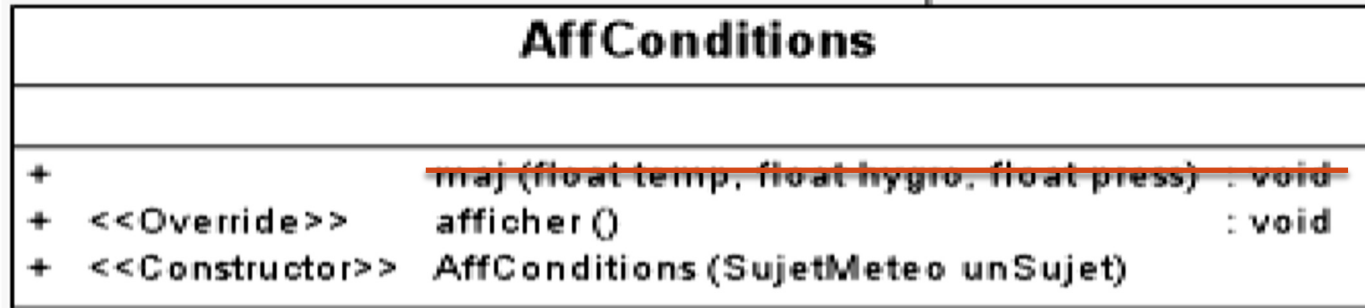 AffConditions
+ maj (float temp, float hygro, float press) : void
+ <<Override>> afficher () : void
+ <<Constructor>> AffConditions (SujetMeteo unSujet)